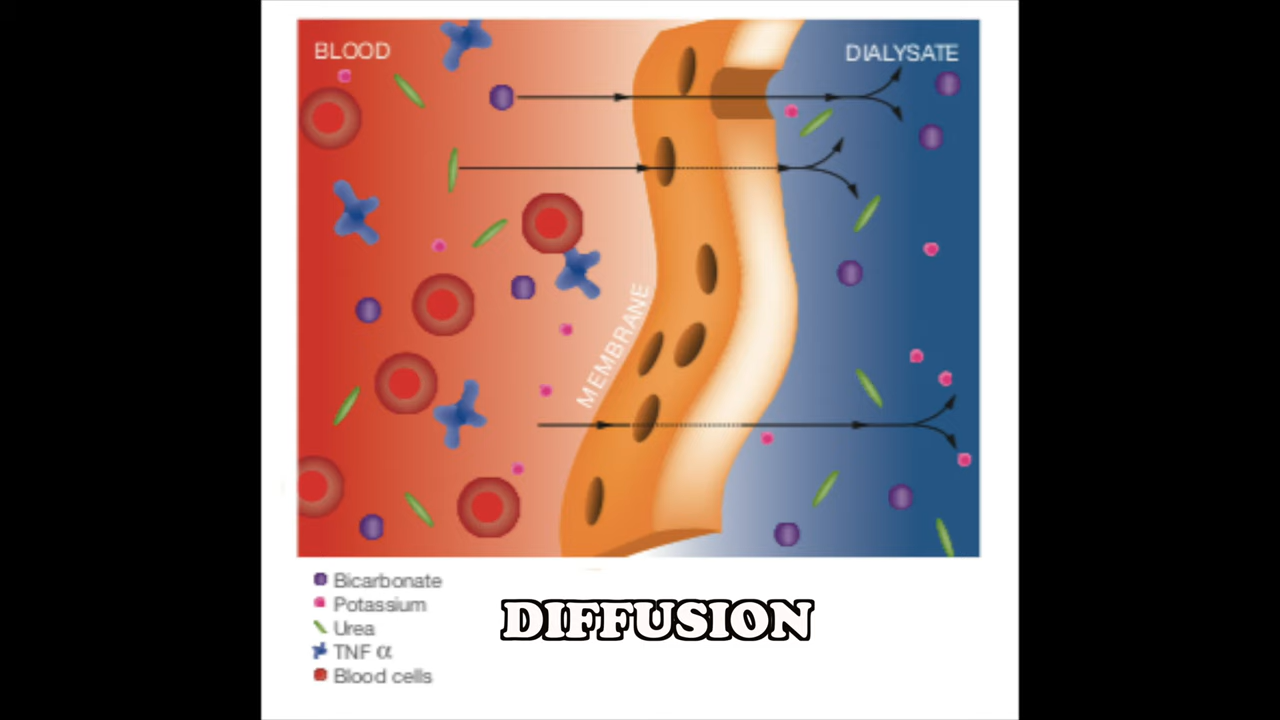 BLOOD
DIALYSATE
MEMBRANE
Bicarbonate
Potassium
Urea
TNF α
Blood cells
DIFFUSION